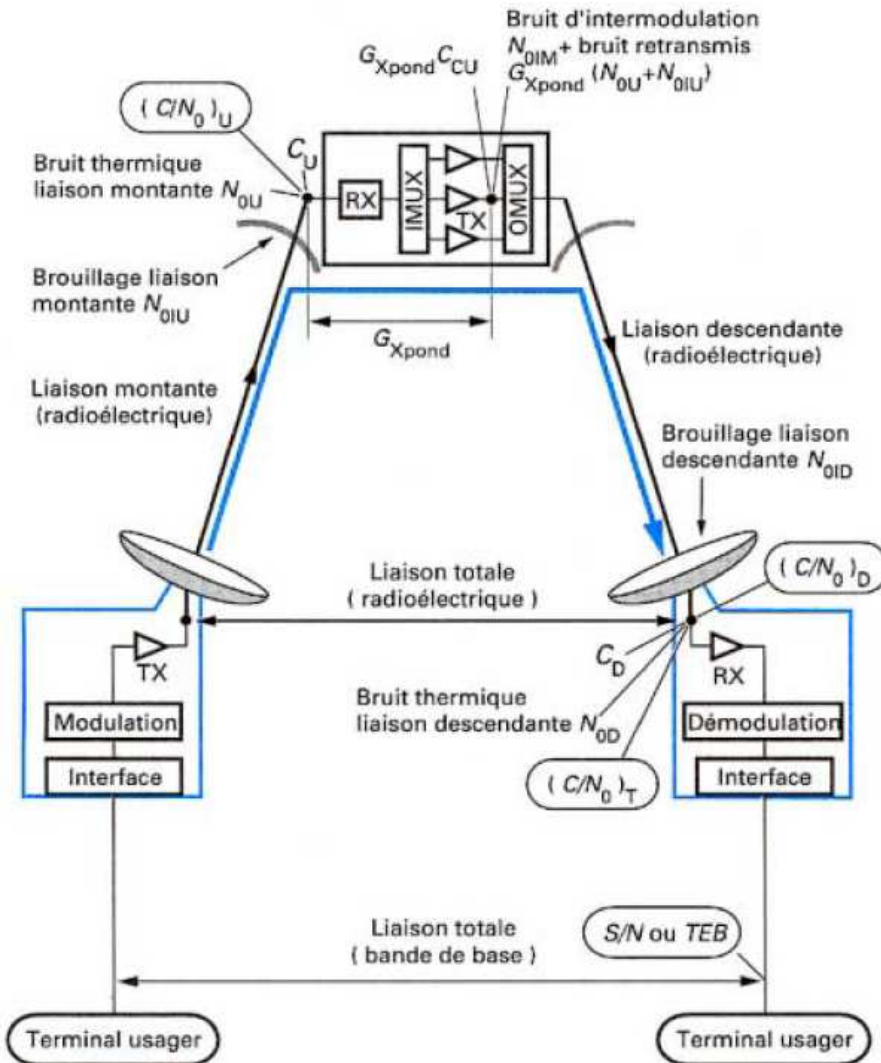 Bruit d'intermodulation
N0IM + bruit retransmis
GXpond (N0U+N0IU)
GXpond CCU
( C/N0 )U
Bruit thermique
liaison montante N0U
CU
RX
IMUX
TX
OMUX
Brouillage liaison
montante N0IU
GXpond
Liaison descendante
(radioélectrique)
Liaison montante
(radioélectrique)
Brouillage liaison
descendante N0ID
Liaison totale
( radioélectrique )
( C/N0 )D
TX
CD
RX
Bruit thermique
liaison descendante N0D
Modulation
Démodulation
Interface
( C/N0 )T
Interface
Liaison totale
( bande de base )
S/N ou TEB
Terminal usager
Terminal usager